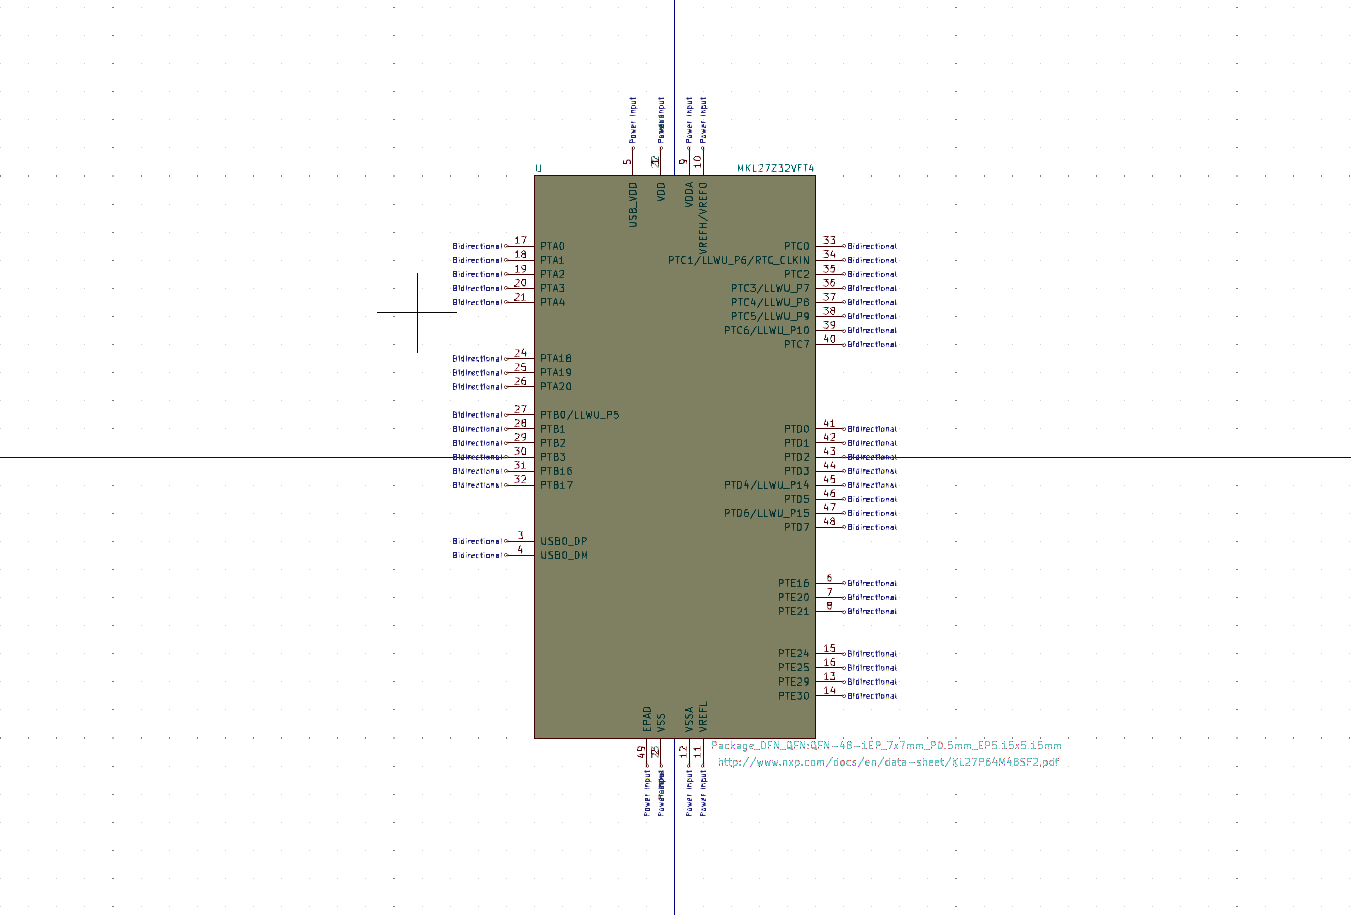 Power Input
Power Input
Power Input
5
9
10
U
MKL27Z32VFT4
USB_VDD
VDD
VDDA
VREFH/VREFO
Bidirectional 17 PTA0
Bidirectional 18 PTA1
Bidirectional 19 PTA2
Bidirectional 20 PTA3
Bidirectional 21 PTA4
Bidirectional 24 PTA18
Bidirectional 25 PTA19
Bidirectional 26 PTA20
Bidirectional 27 PTB0/LLWU_P5
Bidirectional 28 PTB1
Bidirectional 29 PTB2
Bidirectional 30 PTB3
Bidirectional 31 PTB16
Bidirectional 32 PTB17
Bidirectional 3 USB0_DP
Bidirectional 4 USB0_DM
PTC0 33 Bidirectional
PTC1/LLWU_P6/RTC_CLKIN 34 Bidirectional
PTC2 35 Bidirectional
PTC3/LLWU_P7 36 Bidirectional
PTC4/LLWU_P8 37 Bidirectional
PTC5/LLWU_P9 38 Bidirectional
PTC6/LLWU_P10 39 Bidirectional
PTC7 40 Bidirectional
PTD0 41 Bidirectional
PTD1 42 Bidirectional
PTD2 43 Bidirectional
PTD3 44 Bidirectional
PTD4/LLWU_P14 45 Bidirectional
PTD5 46 Bidirectional
PTD6/LLWU_P15 47 Bidirectional
PTD7 48 Bidirectional
PTE16 6 Bidirectional
PTE20 7 Bidirectional
PTE21 8 Bidirectional
PTE24 15 Bidirectional
PTE25 16 Bidirectional
PTE29 13 Bidirectional
PTE30 14 Bidirectional
EPAD
VSS
VSSA
VREFL
49
12
11
Package_DFN_QFN:QFN-48-1EP_7x7mm_P0.5mm_EP5.15x5.15mm
http://www.nxp.com/docs/en/data-sheet/KL27P64M48SF2.pdf
Power Input
Power Input
Power Input